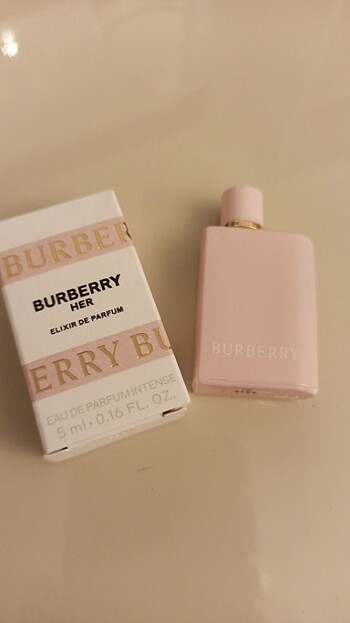 BURBER
BURBERRY
HER
ELIXIR DE PARFUM
ERRY BU
EAU DE PARFUM INTENSE
5 ml • 0.16 FL. OZ.
BURBERRY